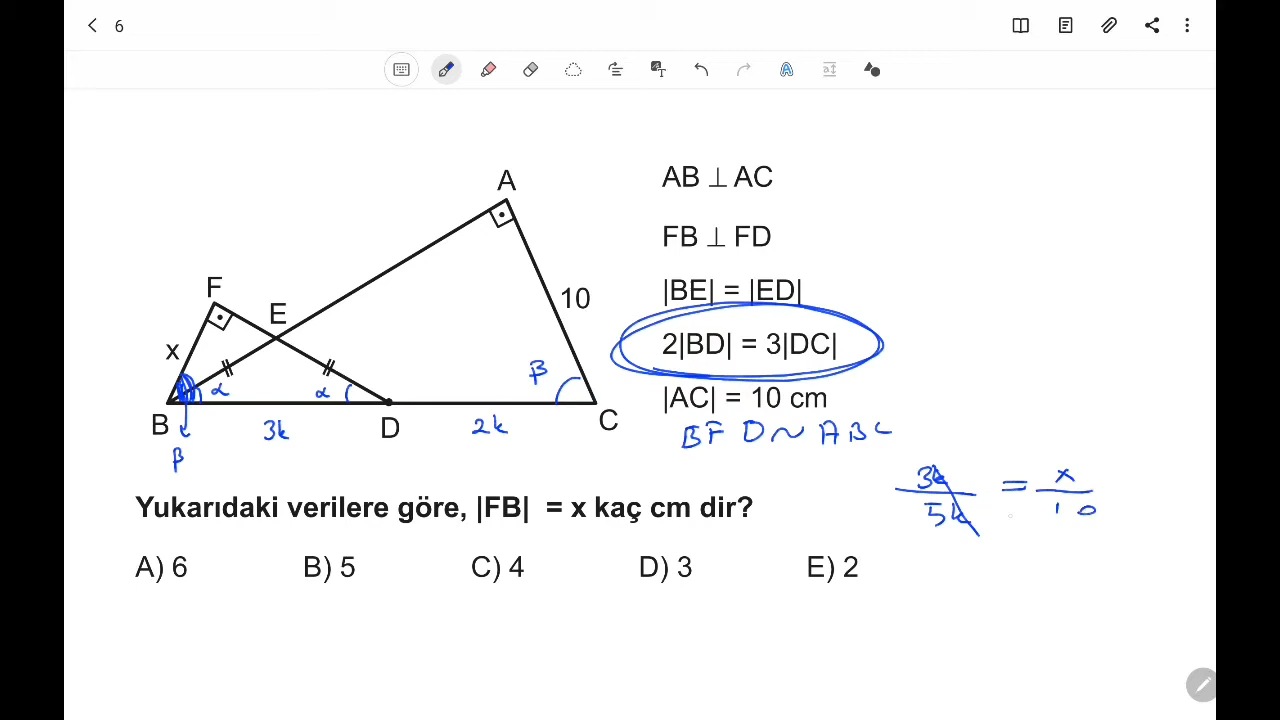 6
A
AB ⊥ AC
FB ⊥ FD
F
E
10
|BE| = |ED|
x
2|BD| = 3|DC|
α
α
β
|AC| = 10 cm
B
D
C
3k
2k
BFD ~ ABC
β
3k/5k = x/10
Yukarıdaki verilere göre, |FB| = x kaç cm dir?
A) 6 B) 5 C) 4 D) 3 E) 2